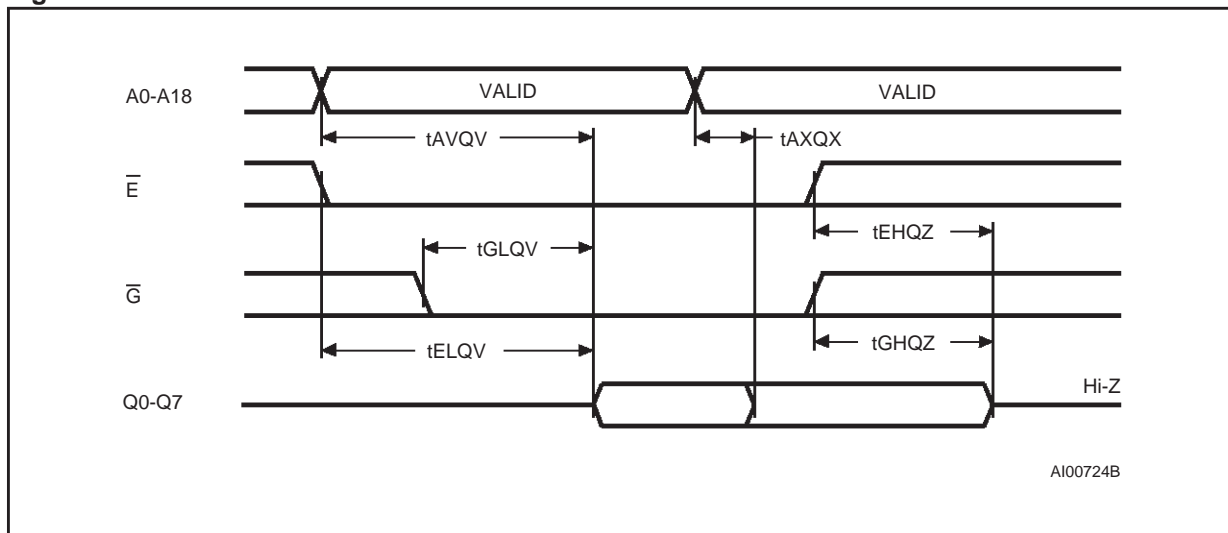 A0-A18
VALID
VALID
tAVQV
tAXQX
E̅
tEHQZ
tGLQV
G̅
tGHQZ
tELQV
Q0-Q7
Hi-Z
AI00724B